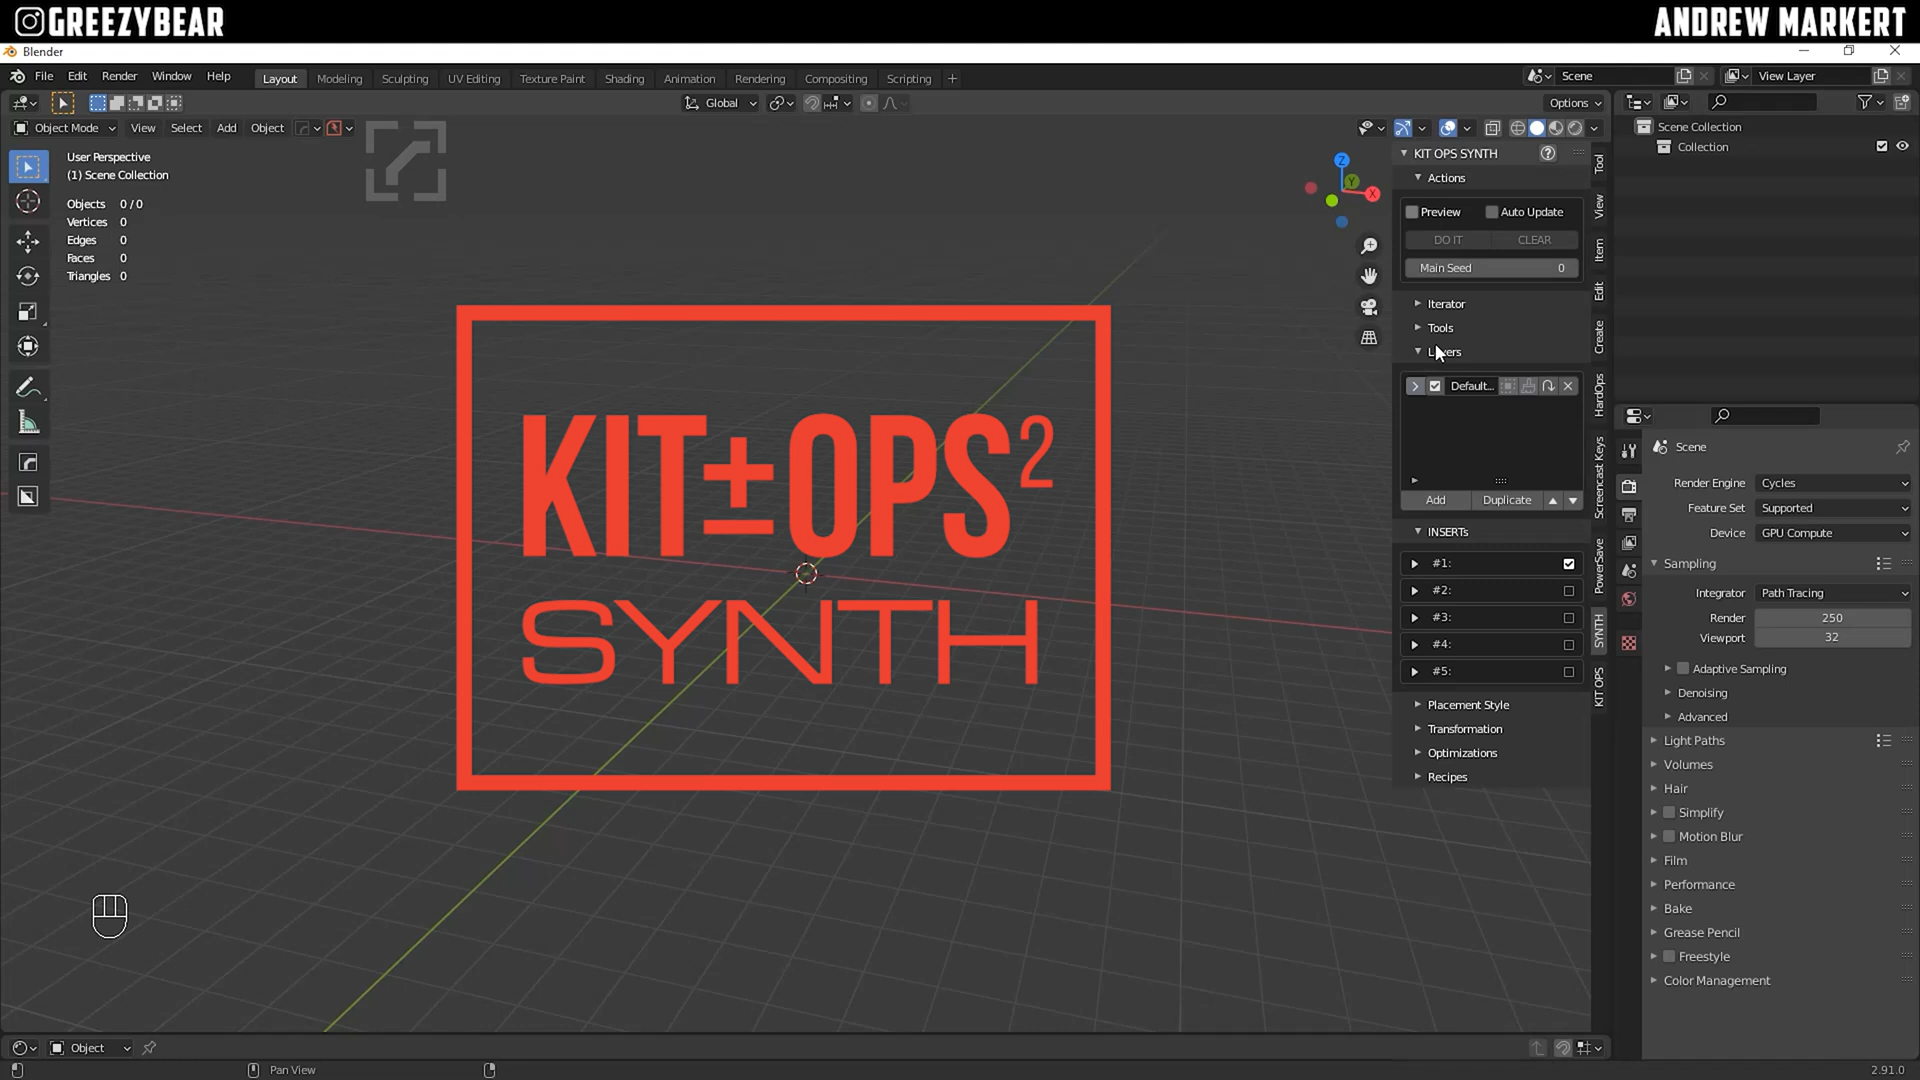 GREEZYBEAR
ANDREW MARKERT
Blender
File Edit Render Window Help
Layout Modeling Sculpting UV Editing Texture Paint Shading Animation Rendering Compositing Scripting +
Scene
View Layer
Global
Options
Object Mode View Select Add Object
User Perspective
(1) Scene Collection
Objects 0 / 0
Vertices 0
Edges 0
Faces 0
Triangles 0
Z
Y
X
KIT±OPS²
SYNTH
KIT OPS SYNTH
Actions
Preview Auto Update
DO IT CLEAR
Main Seed 0
Iterator
Tools
Default...
Add Duplicate
INSERTs
#1:
#2:
#3:
#4:
#5:
Placement Style
Transformation
Optimizations
Recipes
Tool
View
Item
Edit
Create
HardOps
Screencast Keys
PowerSave
SYNTH
KIT OPS
Scene Collection
Collection
Scene
Render Engine Cycles
Feature Set Supported
Device GPU Compute
Sampling
Integrator Path Tracing
Render 250
Viewport 32
Adaptive Sampling
Denoising
Advanced
Light Paths
Volumes
Hair
Simplify
Motion Blur
Film
Performance
Bake
Grease Pencil
Freestyle
Color Management
Object
Pan View
2.91.0